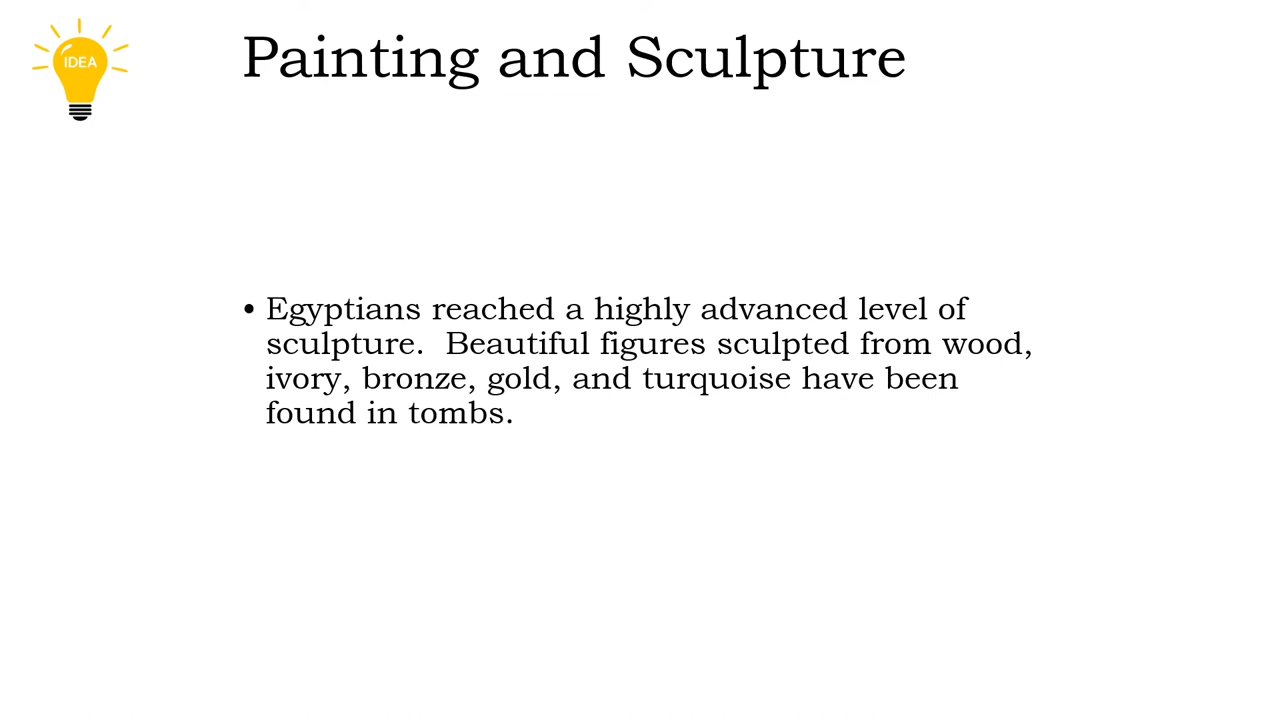 IDEA
Painting and Sculpture
• Egyptians reached a highly advanced level of
sculpture.  Beautiful figures sculpted from wood,
ivory, bronze, gold, and turquoise have been
found in tombs.